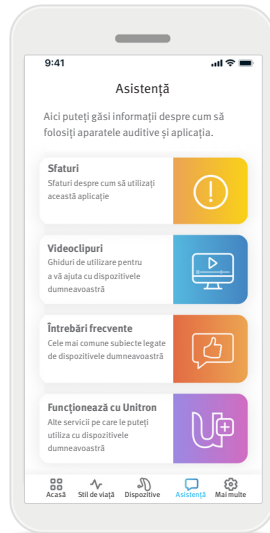 9:41
Asistență
Aici puteți găsi informații despre cum să
folosiți aparatele auditive și aplicația.
Sfaturi
Sfaturi despre cum să utilizați
această aplicație
Videoclipuri
Ghiduri de utilizare pentru
a vă ajuta cu dispozitivele
dumneavoastră
Întrebări frecvente
Cele mai comune subiecte legate
de dispozitivele dumneavoastră
Funcționează cu Unitron
Alte servicii pe care le puteți
utiliza cu dispozitivele
dumneavoastră
Acasă Stil de viață Dispozitive Asistență Mai multe